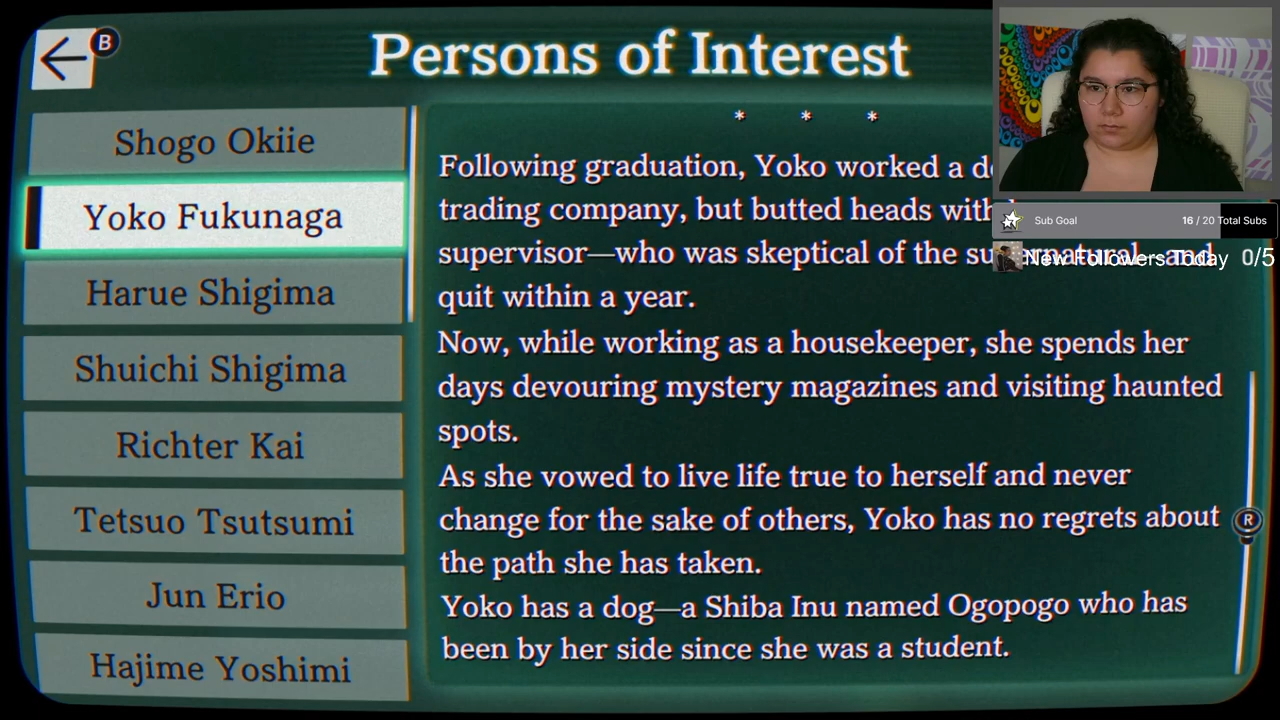 B
Persons of Interest
Shogo Okiie
Yoko Fukunaga
Harue Shigima
Shuichi Shigima
Richter Kai
Tetsuo Tsutsumi
Jun Erio
Hajime Yoshimi
* * *
Following graduation, Yoko worked a
trading company, but butted heads with
supervisor—who was skeptical of the supernatural—and
quit within a year.
Now, while working as a housekeeper, she spends her
days devouring mystery magazines and visiting haunted
spots.
As she vowed to live life true to herself and never
change for the sake of others, Yoko has no regrets about
the path she has taken.
Yoko has a dog—a Shiba Inu named Ogopogo who has
been by her side since she was a student.
R
Sub Goal
16 / 20 Total Subs
New Followers Today 0/5